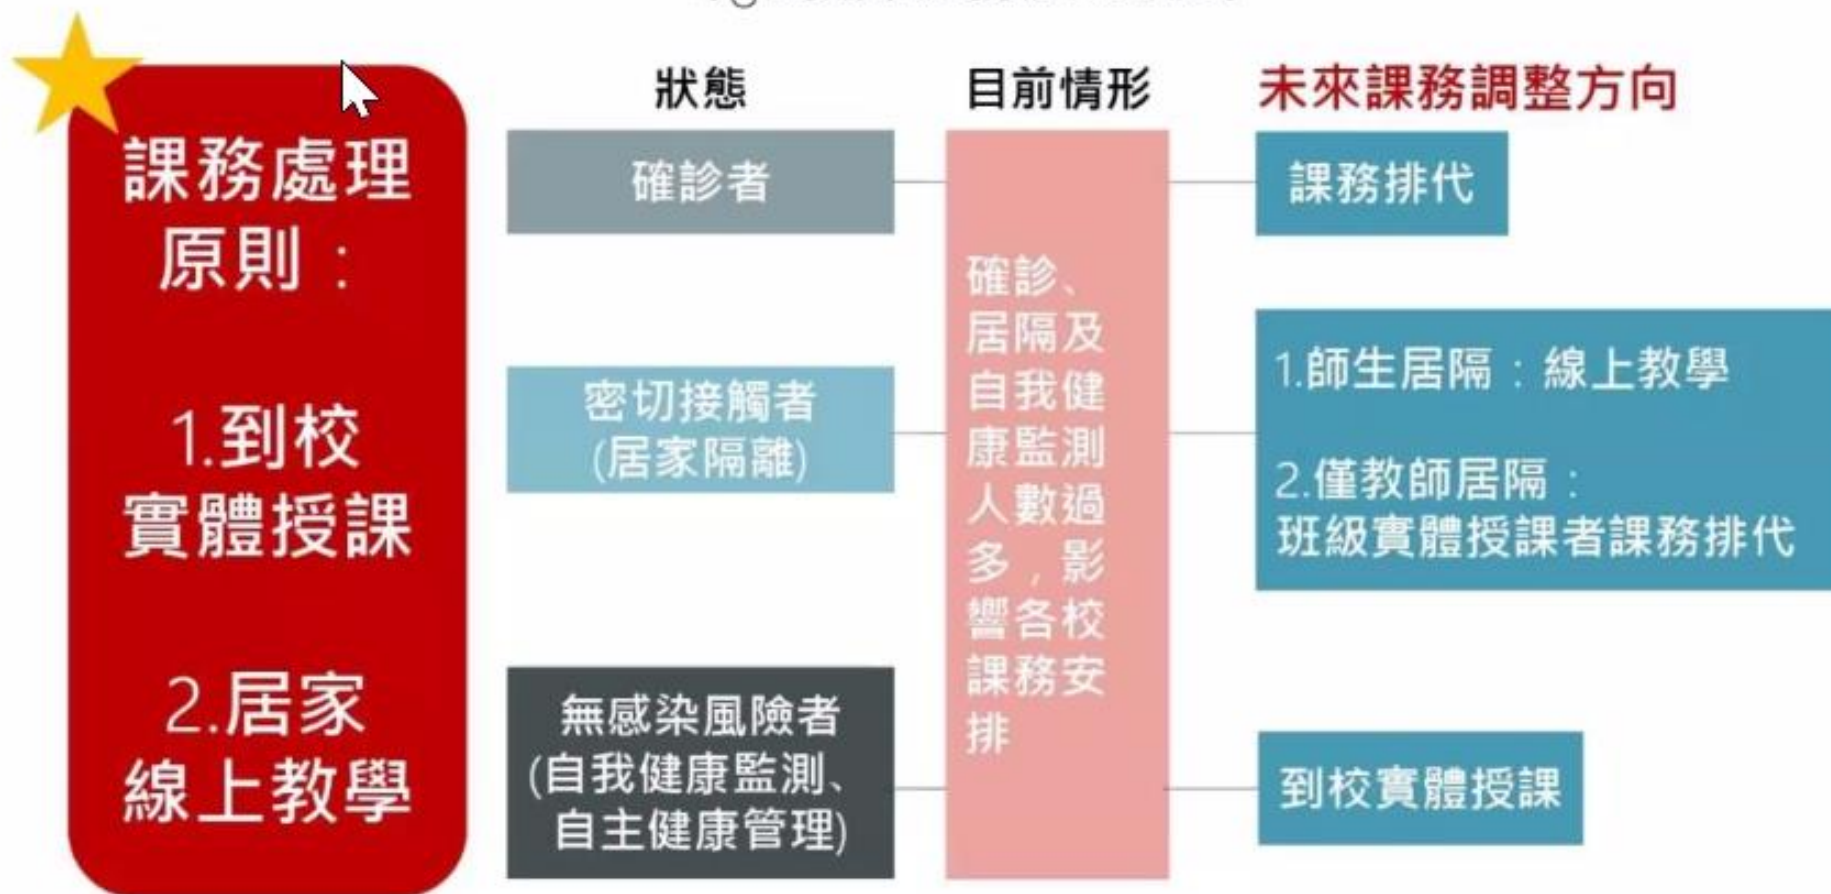 課務處理
原則：
1.到校
實體授課
2.居家
線上教學
狀態
目前情形
未來課務調整方向
確診者
密切接觸者
(居家隔離)
無感染風險者
(自我健康監測、
自主健康管理)
確診、
居隔及
自我健
康監測
人數過
多，影
響各校
課務安
排
課務排代
1.師生居隔：線上教學
2.僅教師居隔：
班級實體授課者課務排代
到校實體授課